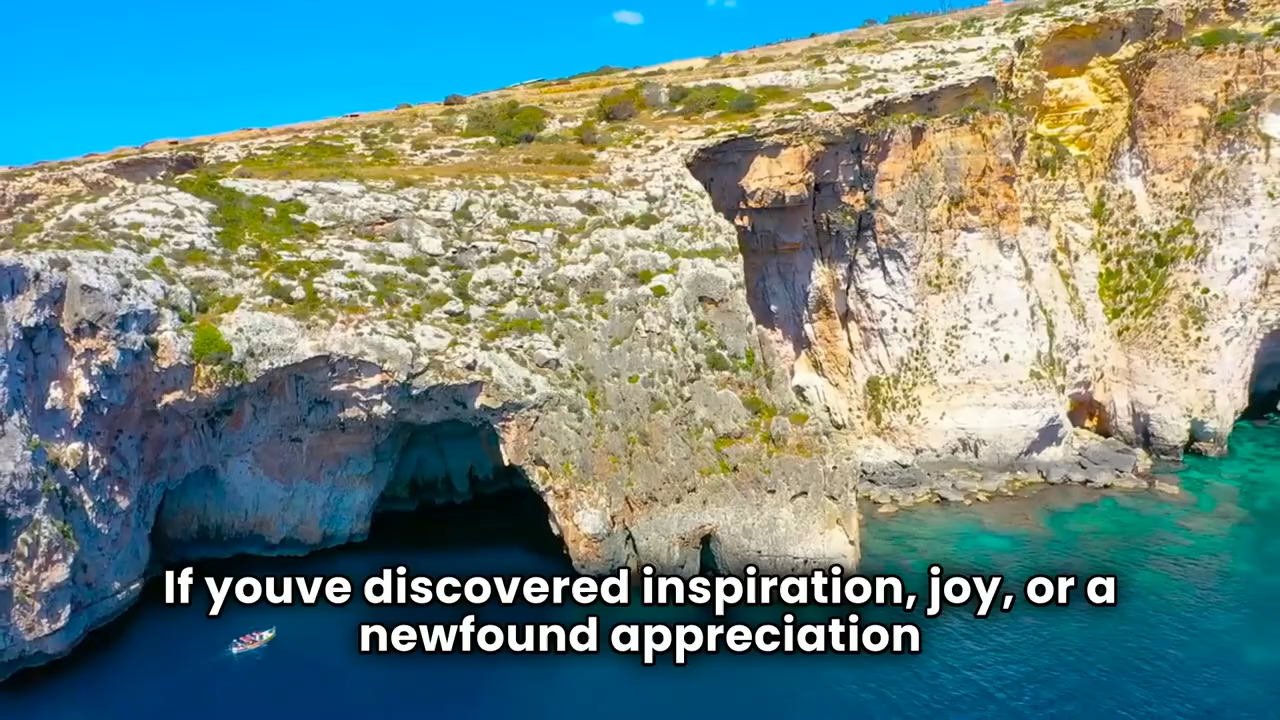 If youve discovered inspiration, joy, or a
newfound appreciation